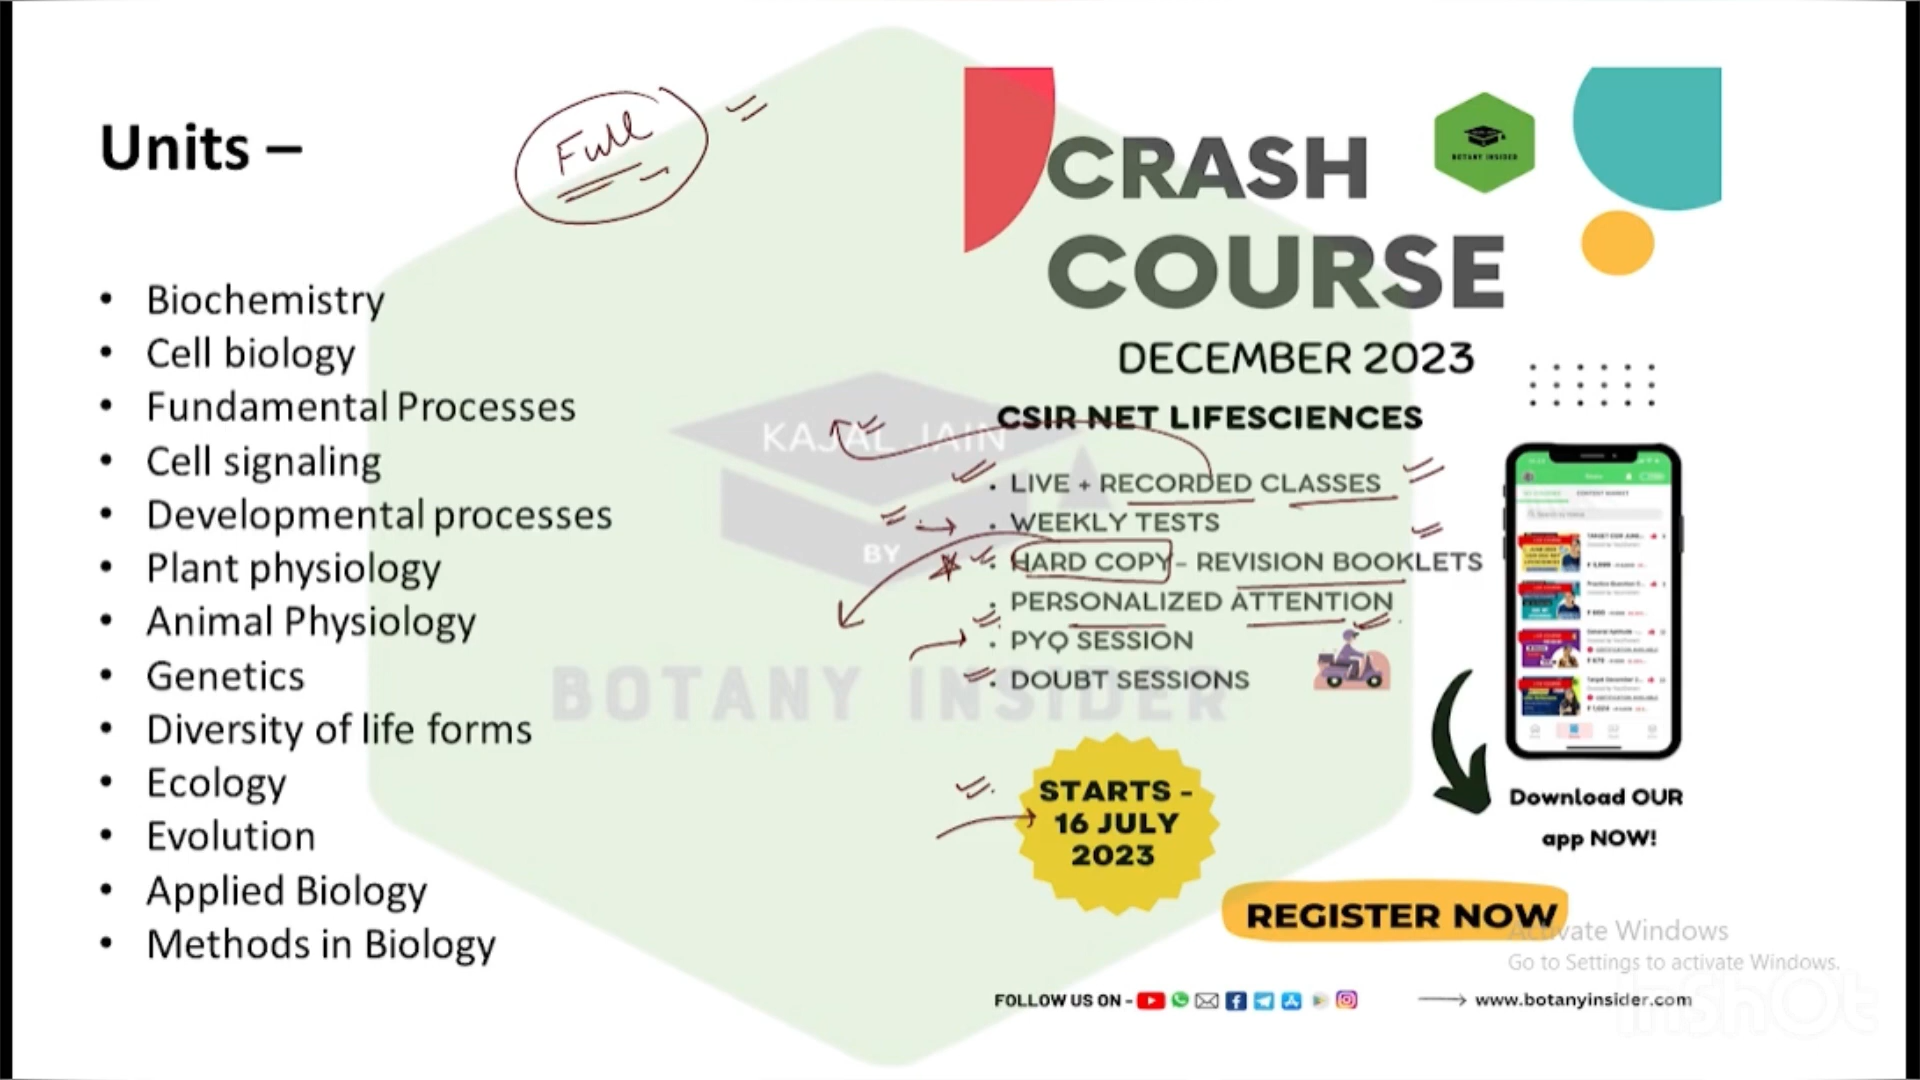 Units –
Full
• Biochemistry
• Cell biology
• Fundamental Processes
• Cell signaling
• Developmental processes
• Plant physiology
• Animal Physiology
• Genetics
• Diversity of life forms
• Ecology
• Evolution
• Applied Biology
• Methods in Biology
KAJAL JAIN
BY
BOTANY INSIDER
CRASH
COURSE
BOTANY INSIDER
DECEMBER 2023
CSIR NET LIFESCIENCES
• LIVE + RECORDED CLASSES
• WEEKLY TESTS
• HARD COPY – REVISION BOOKLETS
• PERSONALIZED ATTENTION
• PYQ SESSION
• DOUBT SESSIONS
STARTS -
16 JULY
2023
Download OUR
app NOW!
REGISTER NOW
Activate Windows
Go to Settings to activate Windows.
FOLLOW US ON -
www.botanyinsider.com
InShOt